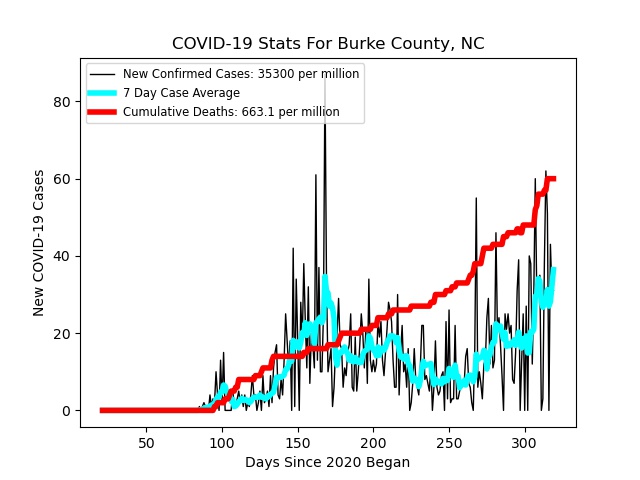 COVID-19 Stats For Burke County, NC
New Confirmed Cases: 35300 per million
7 Day Case Average
Cumulative Deaths: 663.1 per million
New COVID-19 Cases
80
60
40
20
0
50 100 150 200 250 300
Days Since 2020 Began